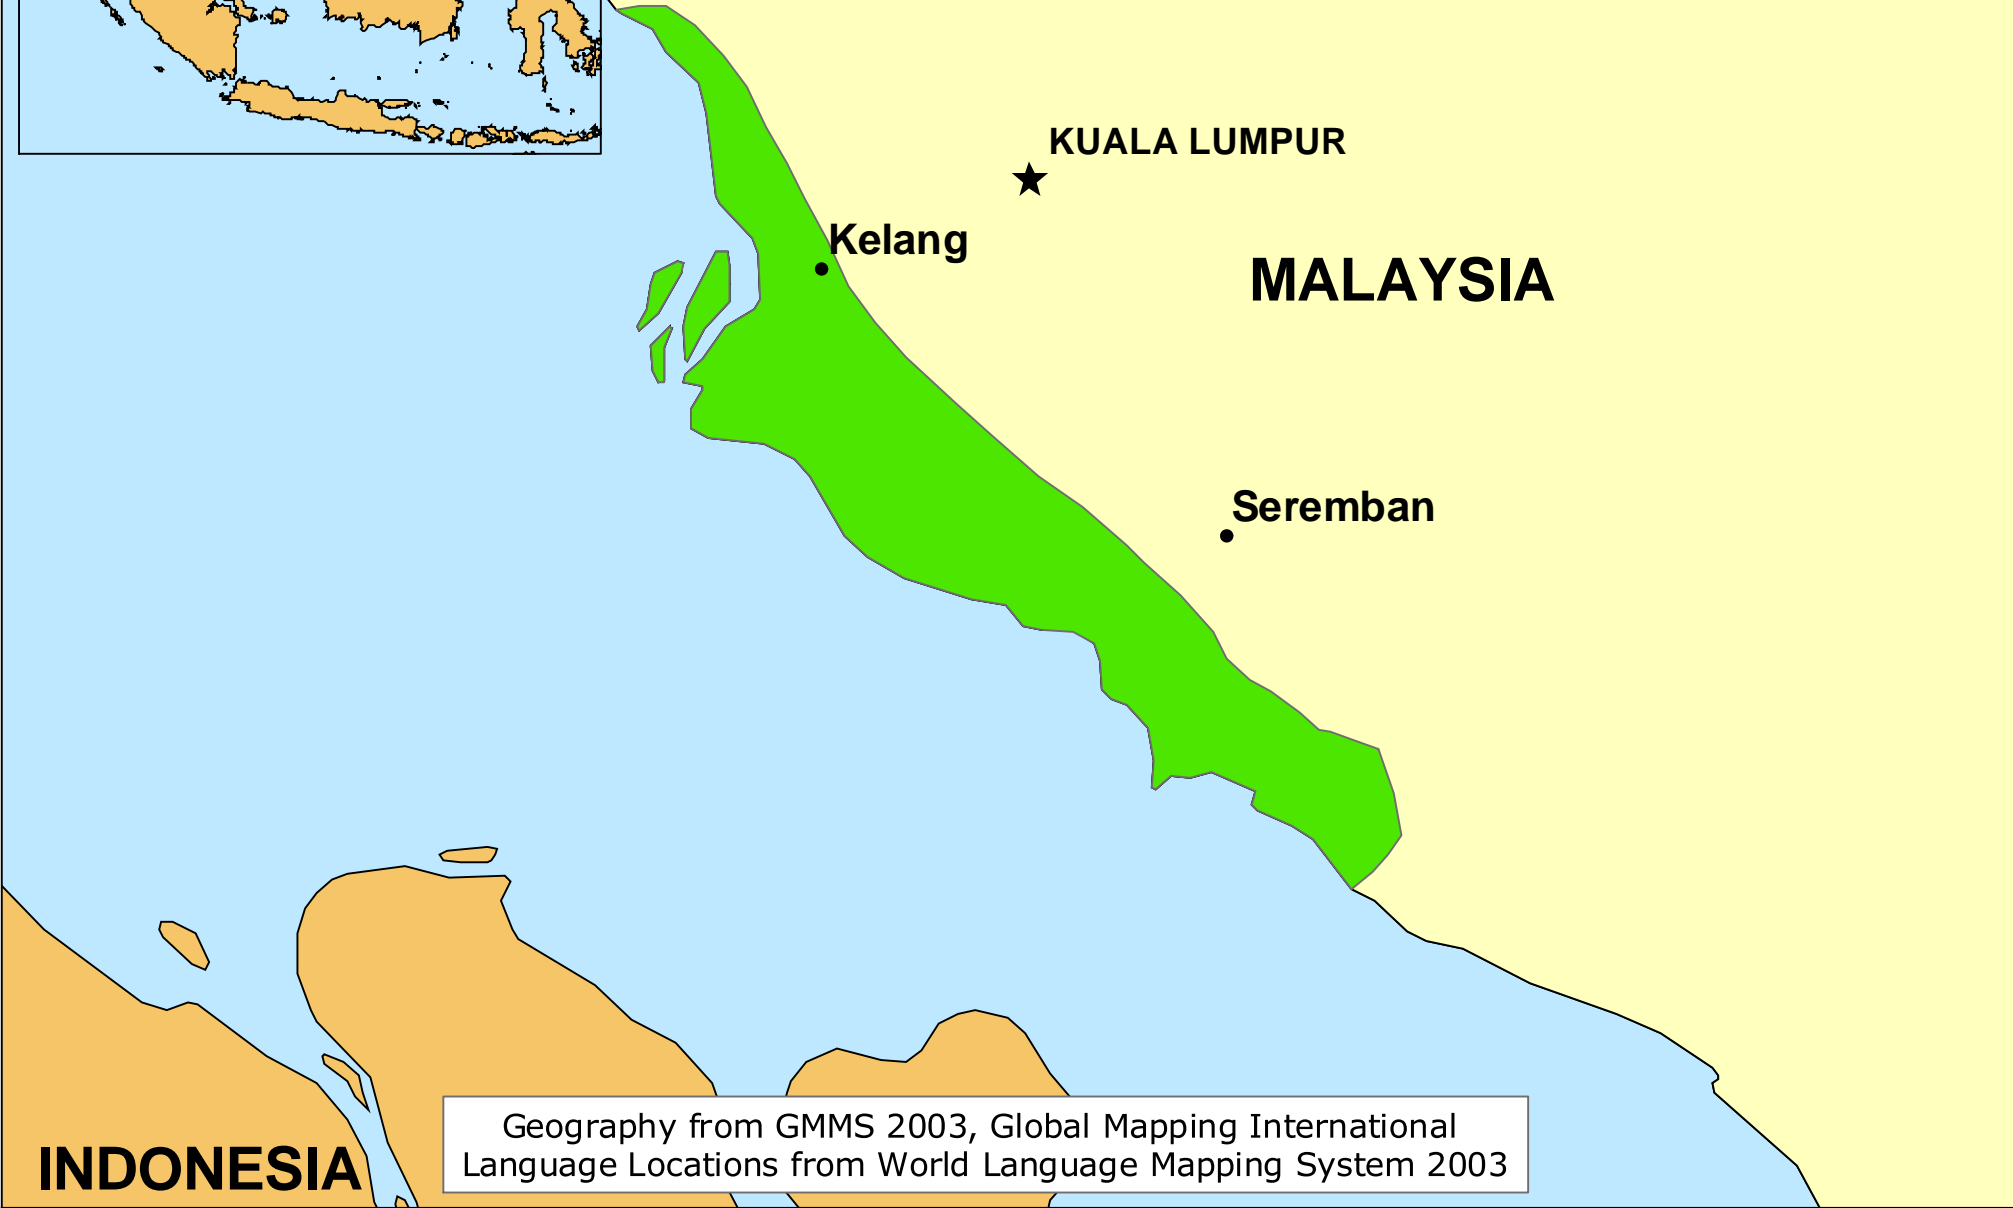 KUALA LUMPUR
Kelang
MALAYSIA
Seremban
Geography from GMMS 2003, Global Mapping International
Language Locations from World Language Mapping System 2003
INDONESIA